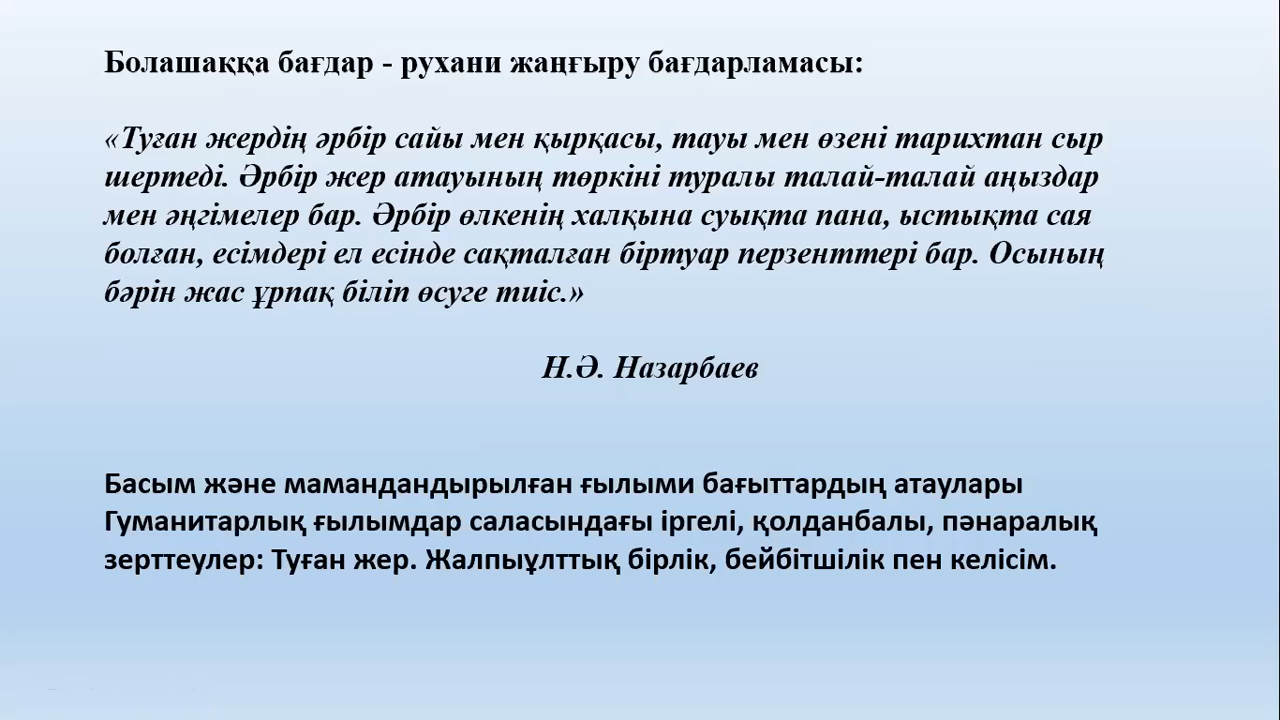 Болашаққа бағдар - рухани жаңғыру бағдарламасы:
«Туған жердің әрбір сайы мен қырқасы, тауы мен өзені тарихтан сыр
шертеді. Әрбір жер атауының төркіні туралы талай-талай аңыздар
мен әңгімелер бар. Әрбір өлкенің халқына суықта пана, ыстықта сая
болған, есімдері ел есінде сақталған біртуар перзенттері бар. Осының
бәрін жас ұрпақ біліп өсуге тиіс.»
Н.Ә. Назарбаев
Басым және мамандандырылған ғылыми бағыттардың атаулары
Гуманитарлық ғылымдар саласындағы іргелі, қолданбалы, пәнаралық
зерттеулер: Туған жер. Жалпыұлттық бірлік, бейбітшілік пен келісім.